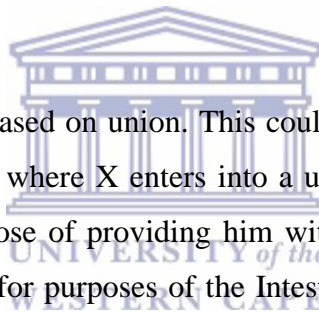 ased on union. This coul
where X enters into a u
ose of providing him wit
UNIVERSITY of the
for purposes of the Intes
WESTERN CAPE